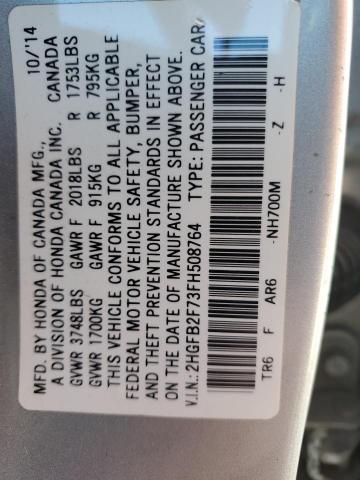 MFD. BY HONDA OF CANADA MFG., 10/'14
A DIVISION OF HONDA CANADA INC. CANADA
GVWR 3748LBS GAWR F 2018LBS R 1753LBS
GVWR 1700KG GAWR F 915KG R 795KG
THIS VEHICLE CONFORMS TO ALL APPLICABLE
FEDERAL MOTOR VEHICLE SAFETY, BUMPER,
AND THEFT PREVENTION STANDARDS IN EFFECT
ON THE DATE OF MANUFACTURE SHOWN ABOVE.
V.I.N.: 2HGFB2F73FH508764 TYPE: PASSENGER CAR
TR6 F AR6 -NH700M -Z -H